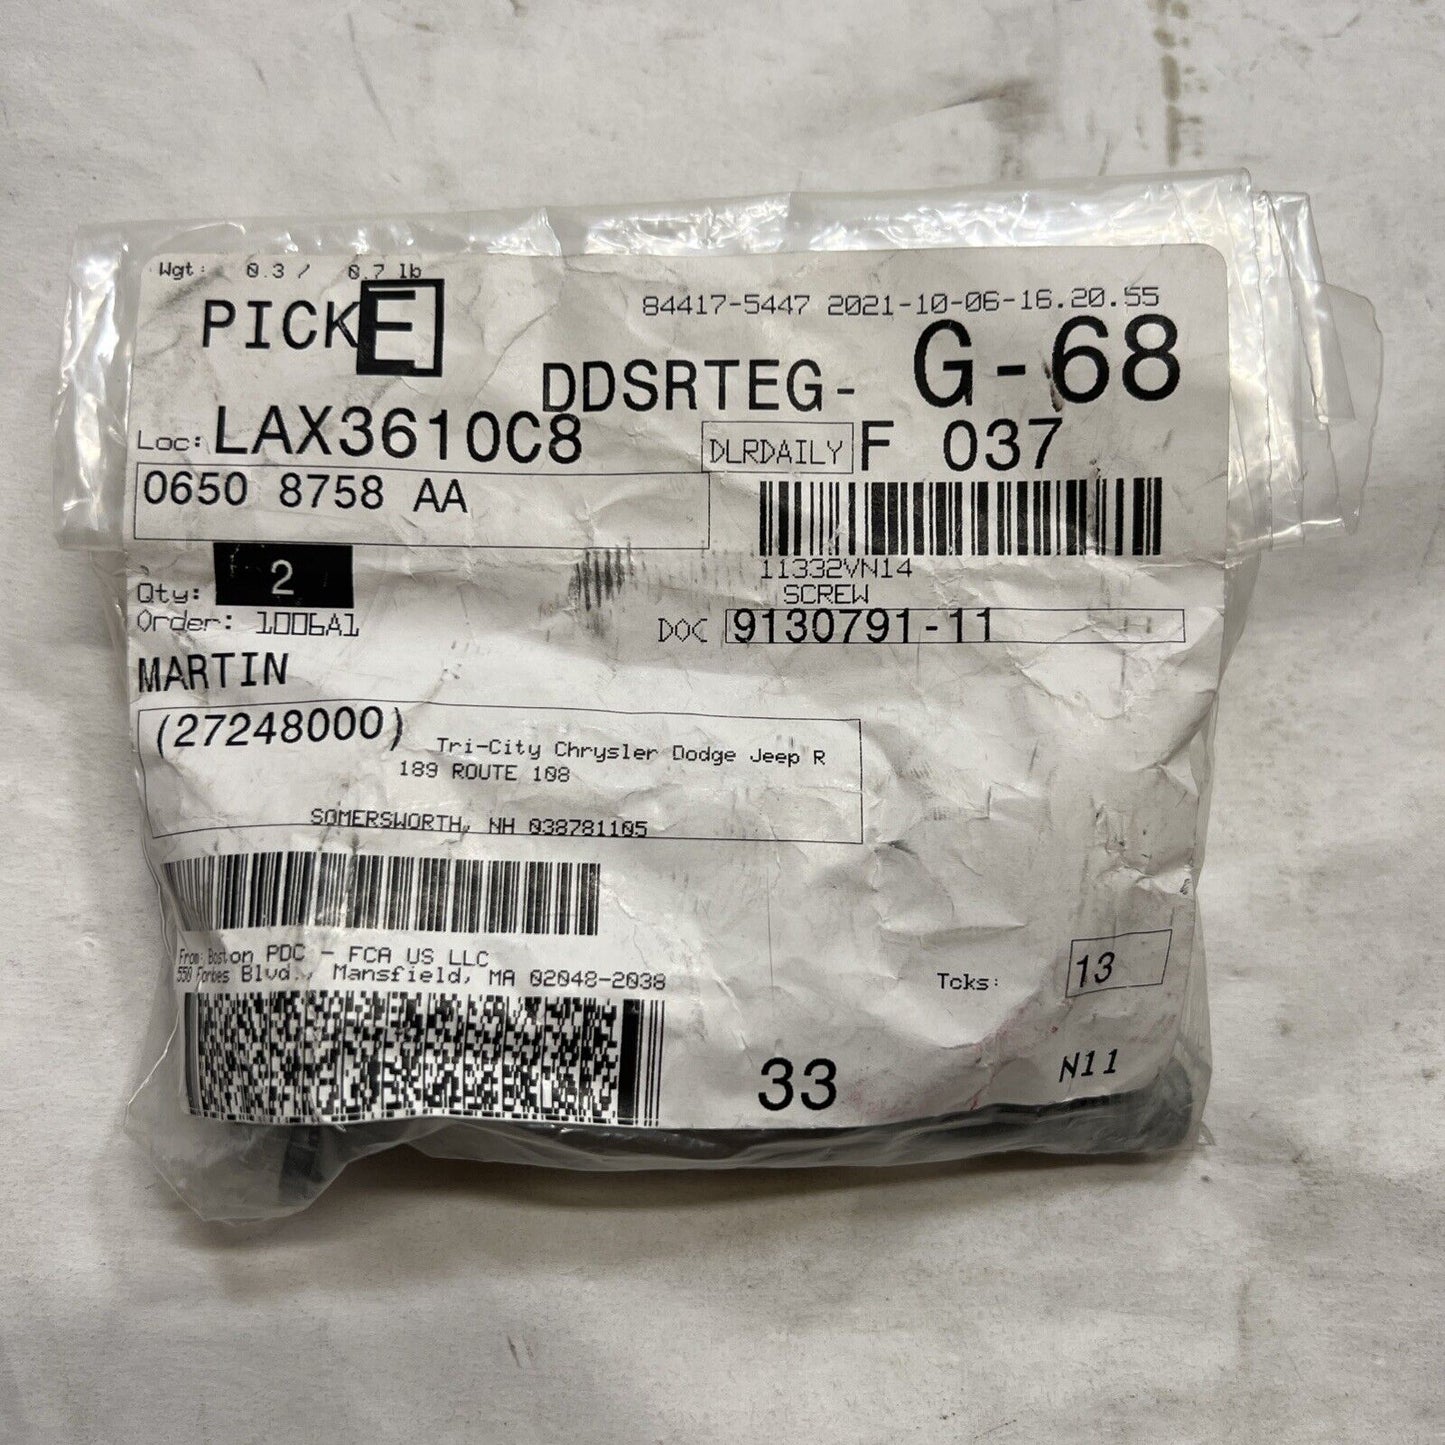 Wgt: 0.3 / 0.7 lb
84417-5447 2021-10-06-16.20.55
PICKE
DDSRTEG- G-68
Loc: LAX3610C8
DLRDAILY F 037
0650 8758 AA
11332VN14
SCREW
Qty: 2
Order: 1006A1
DOC 9130791-11
MARTIN
(27248000) Tri-City Chrysler Dodge Jeep R
189 ROUTE 108
SOMERSWORTH, NH 038781105
From: Boston PDC - FCA US LLC
550 Forbes Blvd., Mansfield, MA 02048-2038
Tcks: 13
33
N11